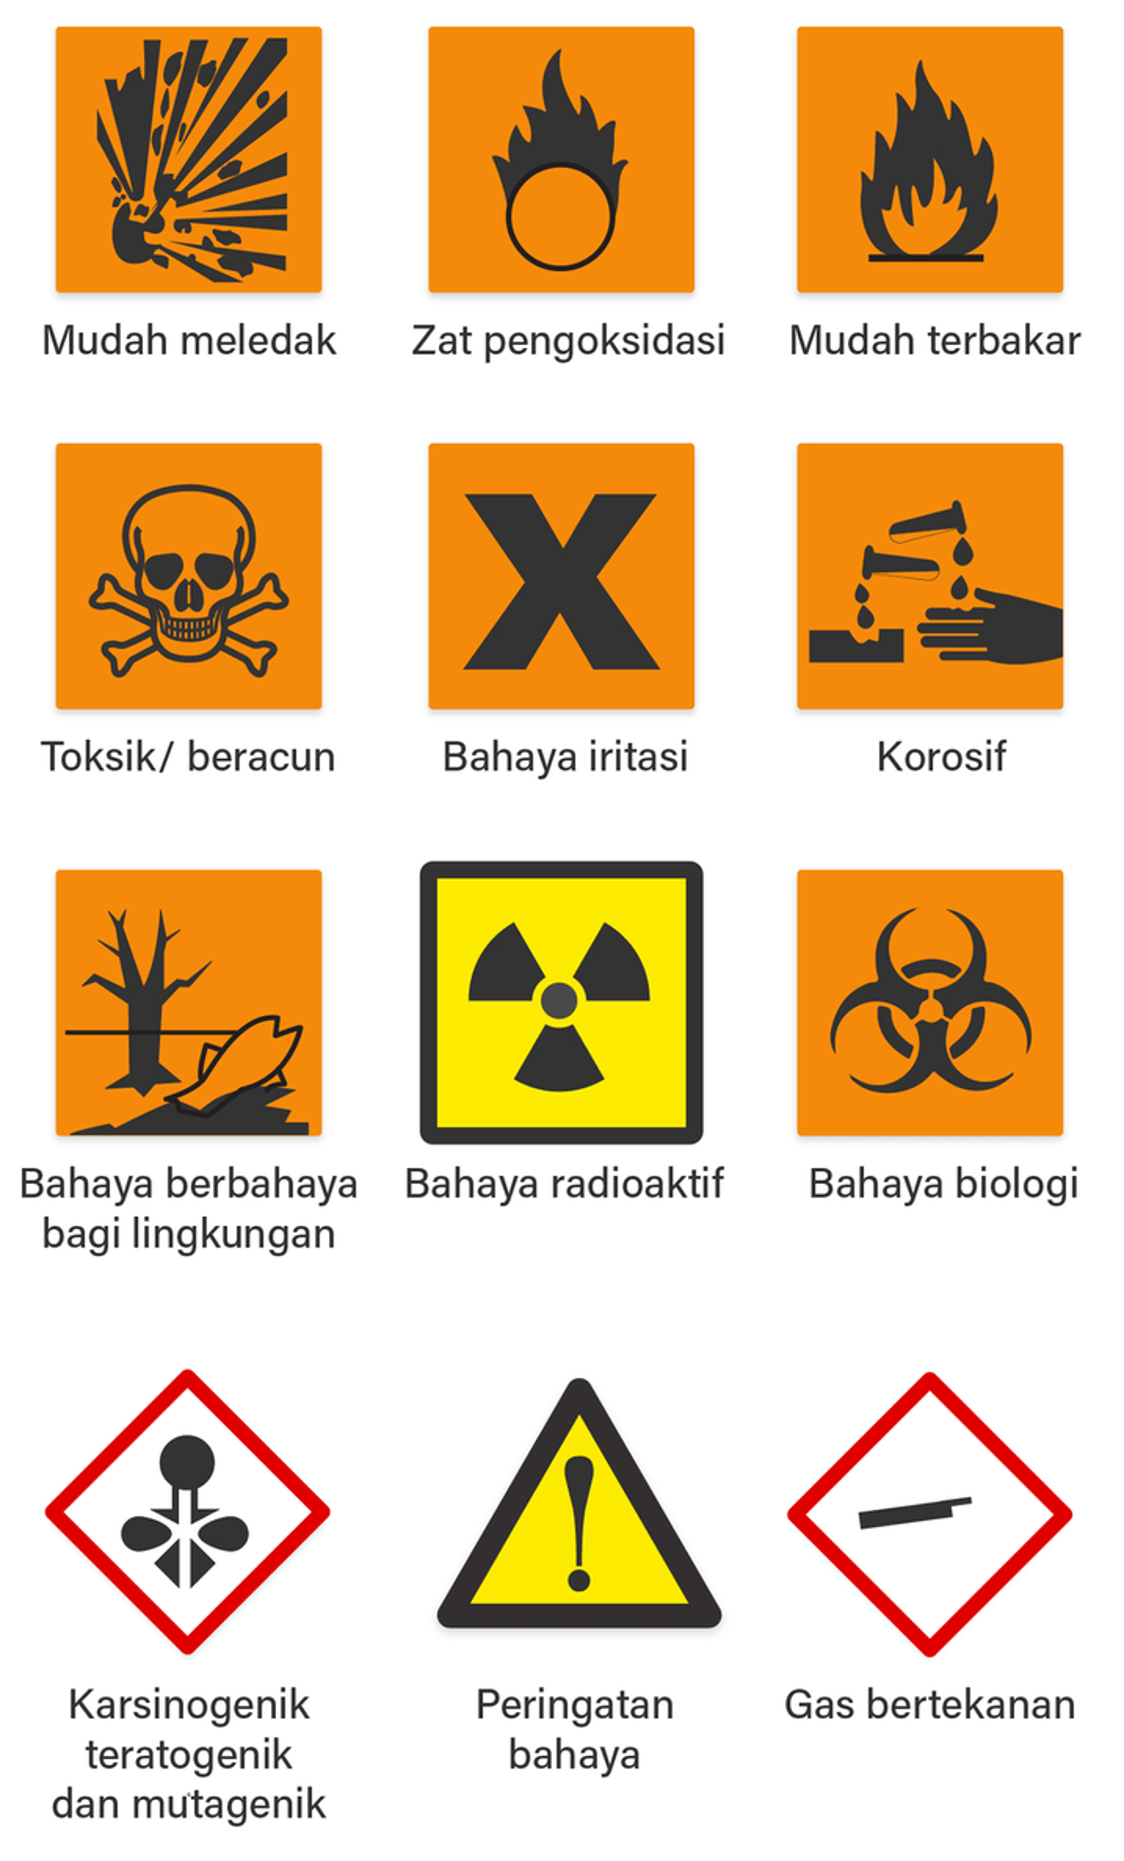 Mudah meledak
Zat pengoksidasi
Mudah terbakar
Toksik/ beracun
Bahaya iritasi
Korosif
Bahaya berbahaya
bagi lingkungan
Bahaya radioaktif
Bahaya biologi
Karsinogenik
teratogenik
dan mutagenik
Peringatan
bahaya
Gas bertekanan